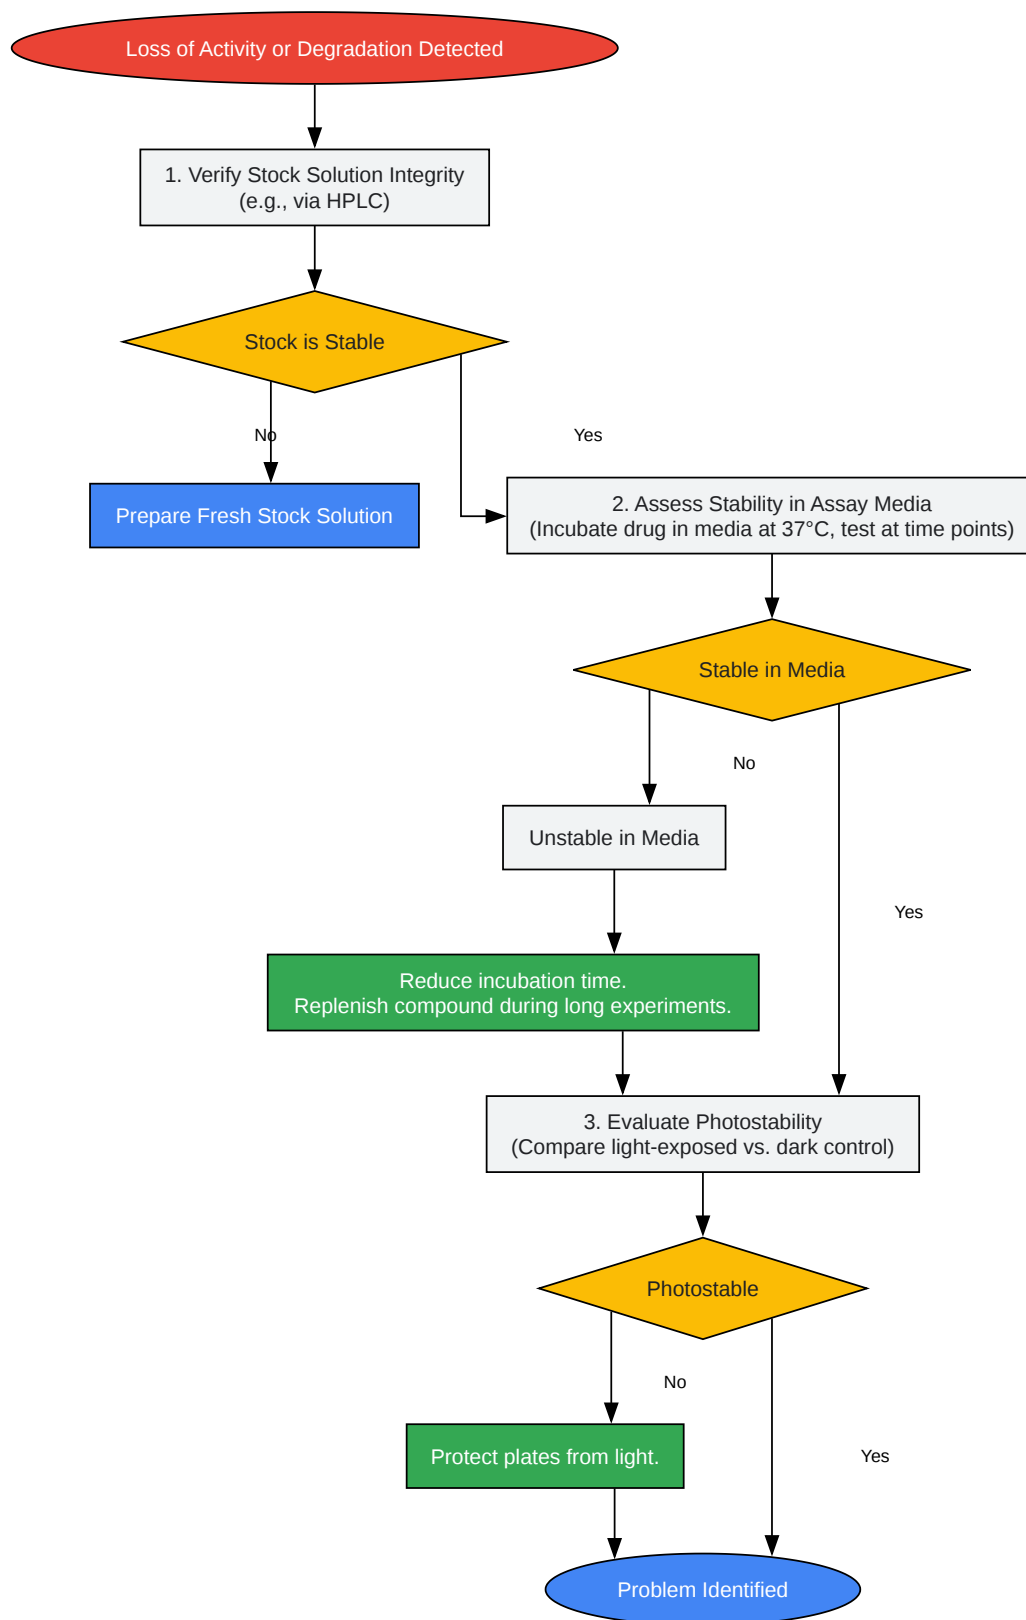 Loss of Activity or Degradation Detected
1. Verify Stock Solution Integrity
(e.g., via HPLC)
Stock is Stable
No
Yes
Prepare Fresh Stock Solution
2. Assess Stability in Assay Media
(Incubate drug in media at 37°C, test at time points)
Stable in Media
No
Unstable in Media
Yes
Reduce incubation time.
Replenish compound during long experiments.
3. Evaluate Photostability
(Compare light-exposed vs. dark control)
Photostable
No
Protect plates from light.
Yes
Problem Identified